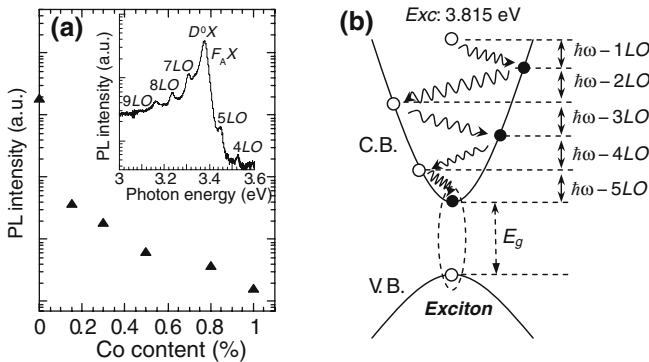 (a)
PL intensity (a.u.)
0 0.2 0.4 0.6 0.8 1
Co content (%)
PL intensity (a.u.)
D⁰X
F_AX
7LO
8LO
9LO
5LO
4LO
3 3.2 3.4 3.6
Photon energy (eV)
(b)
Exc: 3.815 eV
ħω−1LO
ħω−2LO
ħω−3LO
C.B.
ħω−4LO
ħω−5LO
E_g
V.B.
Exciton